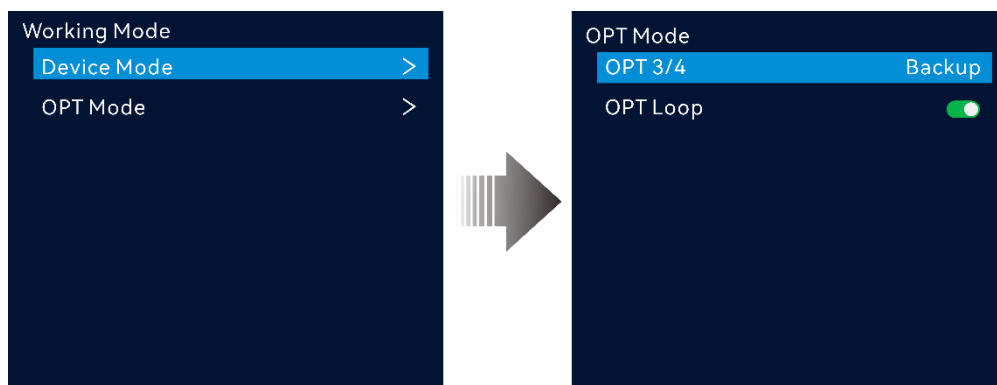 Working Mode
Device Mode >
OPT Mode >
OPT Mode
OPT 3/4 Backup
OPT Loop